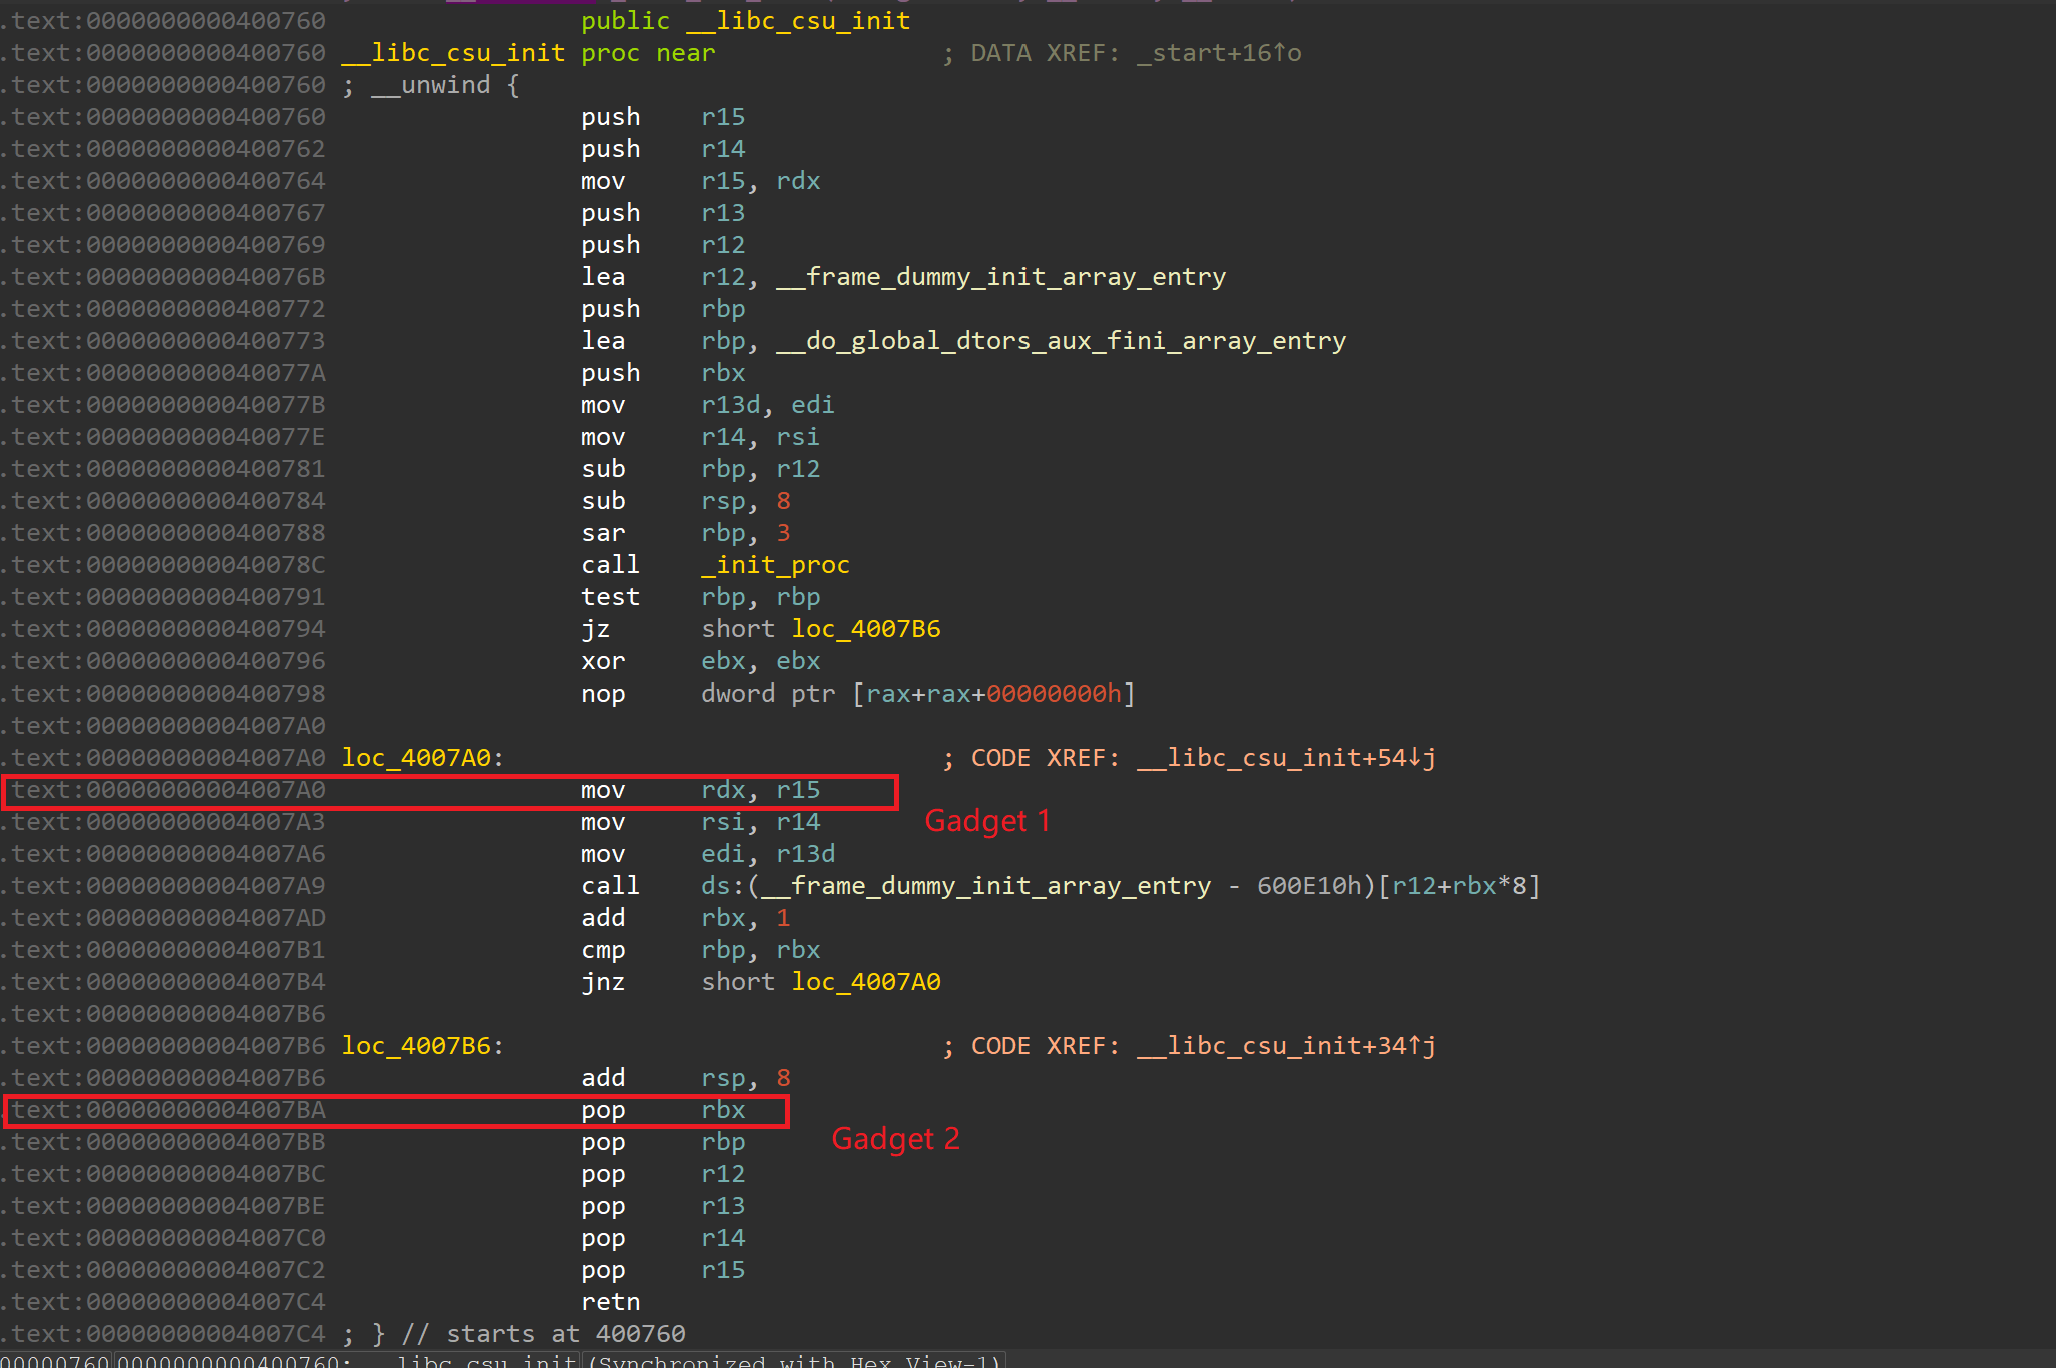 .text:0000000000400760 public __libc_csu_init
.text:0000000000400760 __libc_csu_init proc near ; DATA XREF: _start+16↑o
.text:0000000000400760 ; __unwind {
.text:0000000000400760 push r15
.text:0000000000400762 push r14
.text:0000000000400764 mov r15, rdx
.text:0000000000400767 push r13
.text:0000000000400769 push r12
.text:000000000040076B lea r12, __frame_dummy_init_array_entry
.text:0000000000400772 push rbp
.text:0000000000400773 lea rbp, __do_global_dtors_aux_fini_array_entry
.text:000000000040077A push rbx
.text:000000000040077B mov r13d, edi
.text:000000000040077E mov r14, rsi
.text:0000000000400781 sub rbp, r12
.text:0000000000400784 sub rsp, 8
.text:0000000000400788 sar rbp, 3
.text:000000000040078C call _init_proc
.text:0000000000400791 test rbp, rbp
.text:0000000000400794 jz short loc_4007B6
.text:0000000000400796 xor ebx, ebx
.text:0000000000400798 nop dword ptr [rax+rax+00000000h]
.text:00000000004007A0
.text:00000000004007A0 loc_4007A0: ; CODE XREF: __libc_csu_init+54↓j
text:00000000004007A0 mov rdx, r15
Gadget 1
.text:00000000004007A3 mov rsi, r14
.text:00000000004007A6 mov edi, r13d
.text:00000000004007A9 call ds:(__frame_dummy_init_array_entry - 600E10h)[r12+rbx*8]
.text:00000000004007AD add rbx, 1
.text:00000000004007B1 cmp rbp, rbx
.text:00000000004007B4 jnz short loc_4007A0
.text:00000000004007B6
.text:00000000004007B6 loc_4007B6: ; CODE XREF: __libc_csu_init+34↑j
.text:00000000004007B6 add rsp, 8
text:00000000004007BA pop rbx
Gadget 2
.text:00000000004007BB pop rbp
.text:00000000004007BC pop r12
.text:00000000004007BE pop r13
.text:00000000004007C0 pop r14
.text:00000000004007C2 pop r15
.text:00000000004007C4 retn
.text:00000000004007C4 ; } // starts at 400760
00000760 0000000000400760: __libc_csu_init (Synchronized with Hex View-1)